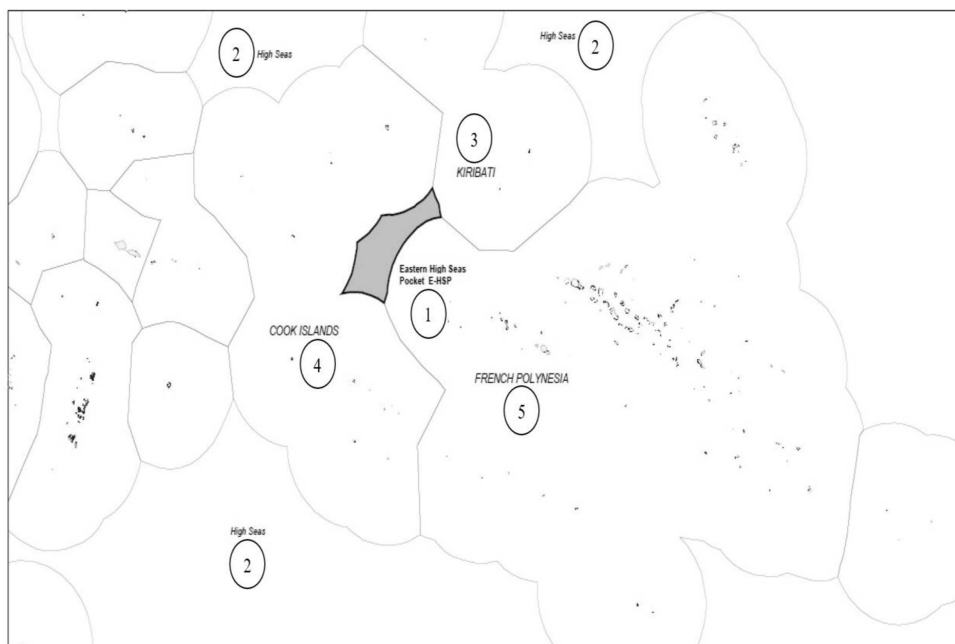 High Seas
2
2
High Seas
3
KIRIBATI
Eastern High Seas
Pocket E-HSP
1
COOK ISLANDS
4
FRENCH POLYNESIA
5
High Seas
2